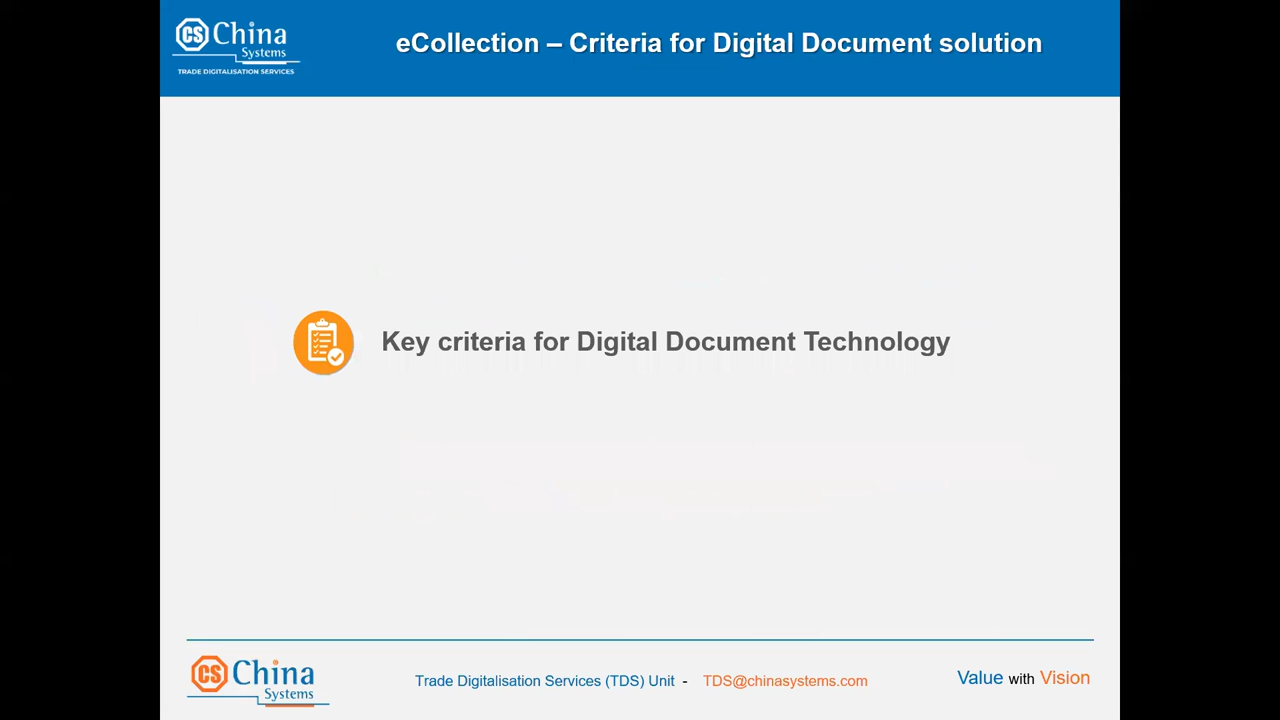 CS China
Systems
TRADE DIGITALISATION SERVICES
eCollection – Criteria for Digital Document solution
Key criteria for Digital Document Technology
CS China
Systems
Trade Digitalisation Services (TDS) Unit - TDS@chinasystems.com
Value with Vision